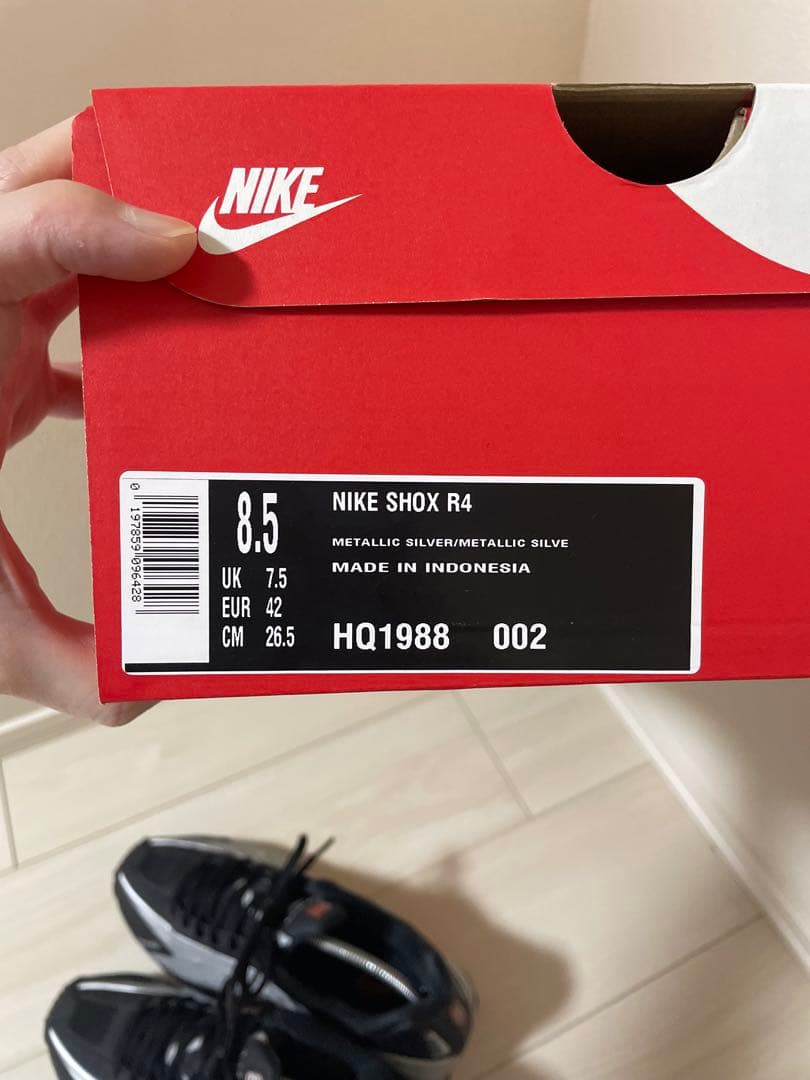 NIKE
0 197859 096428
8.5
UK 7.5
EUR 42
CM 26.5
NIKE SHOX R4
METALLIC SILVER/METALLIC SILVE
MADE IN INDONESIA
HQ1988 002